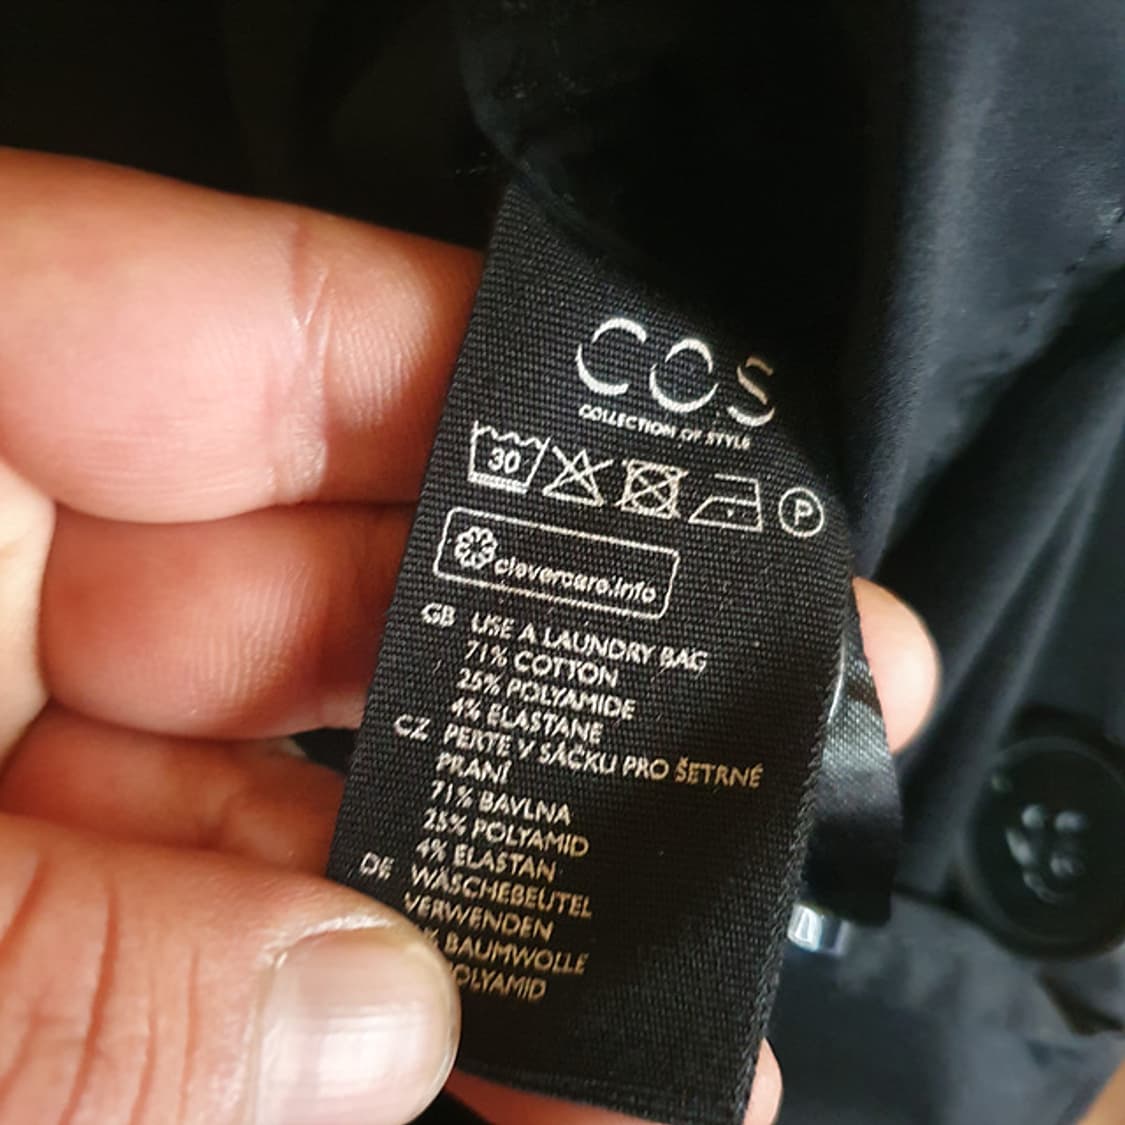 COS
COLLECTION OF STYLE
30 P
clevercare.info
GB USE A LAUNDRY BAG
71% COTTON
25% POLYAMIDE
4% ELASTANE
CZ PERTE V SÁČKU PRO ŠETRNÉ
PRANÍ
71% BAVLNA
25% POLYAMID
4% ELASTAN
DE WÄSCHEBEUTEL
VERWENDEN
% BAUMWOLLE
OLYAMID